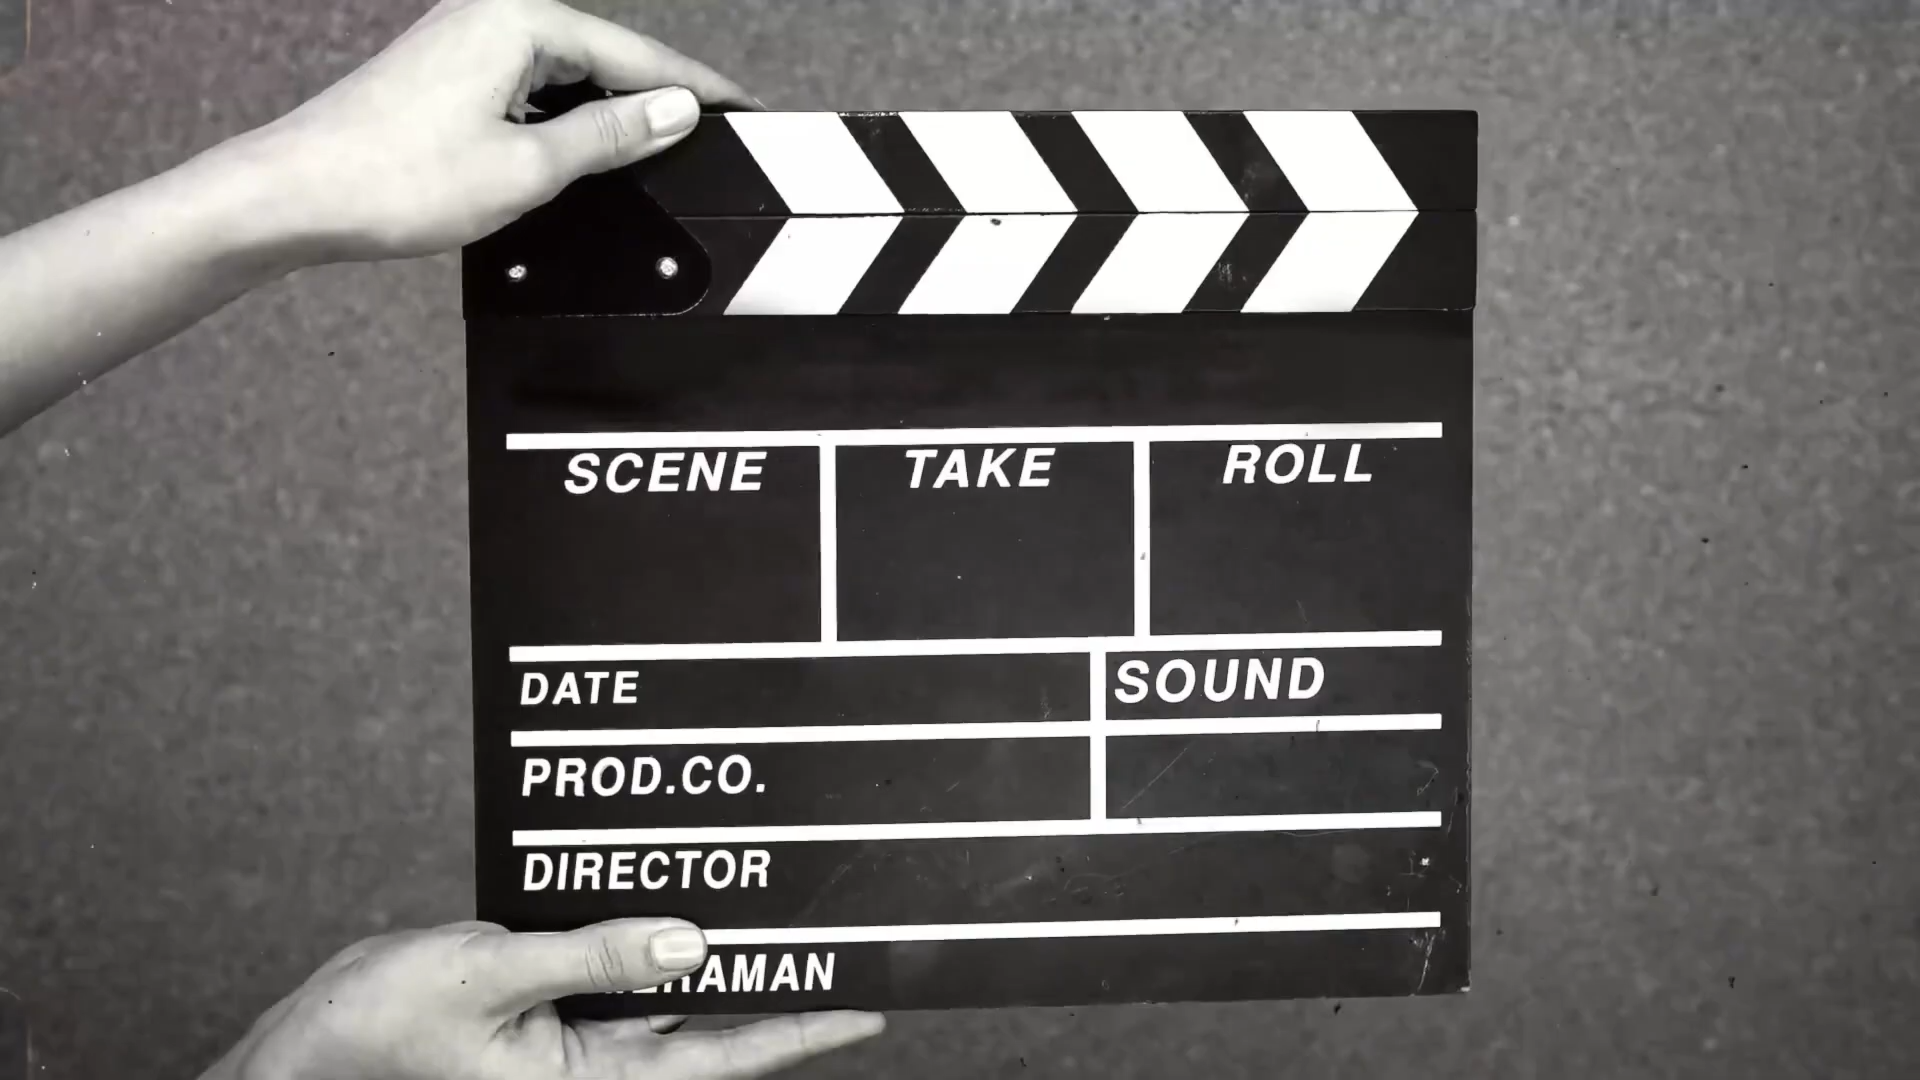 SCENE TAKE ROLL
DATE SOUND
PROD.CO.
DIRECTOR